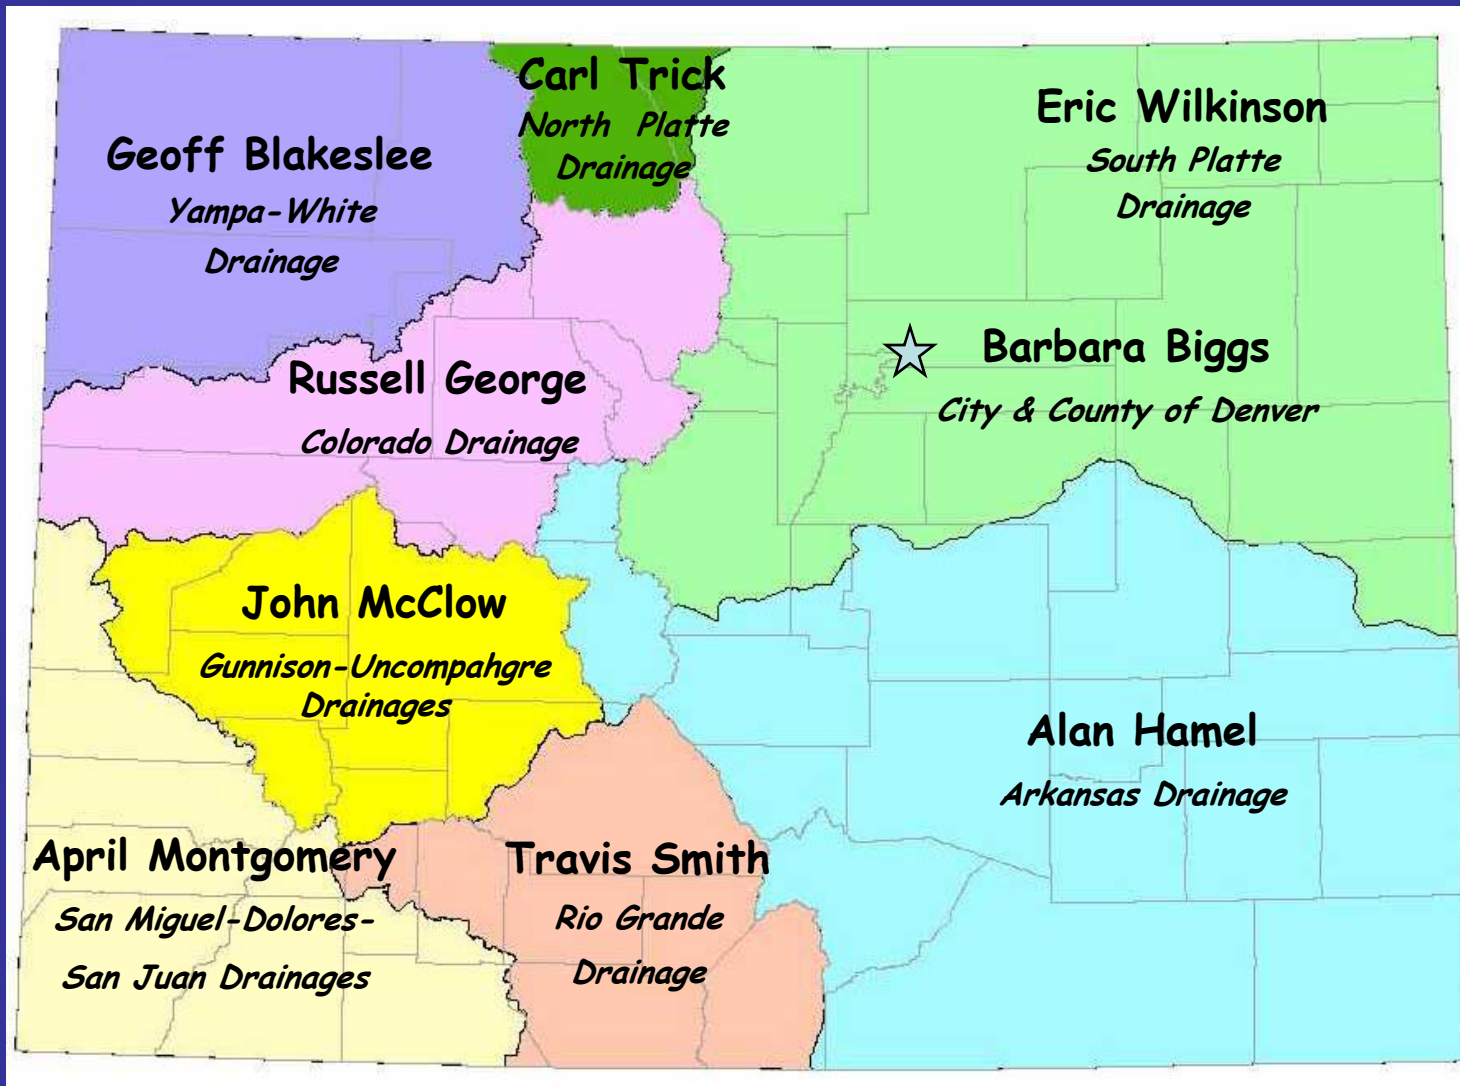 Carl Trick
North Platte
Drainage
Eric Wilkinson
South Platte
Drainage
Geoff Blakeslee
Yampa-White
Drainage
Barbara Biggs
City & County of Denver
Russell George
Colorado Drainage
John McClow
Gunnison-Uncompahgre
Drainages
Alan Hamel
Arkansas Drainage
April Montgomery
San Miguel-Dolores-
San Juan Drainages
Travis Smith
Rio Grande
Drainage